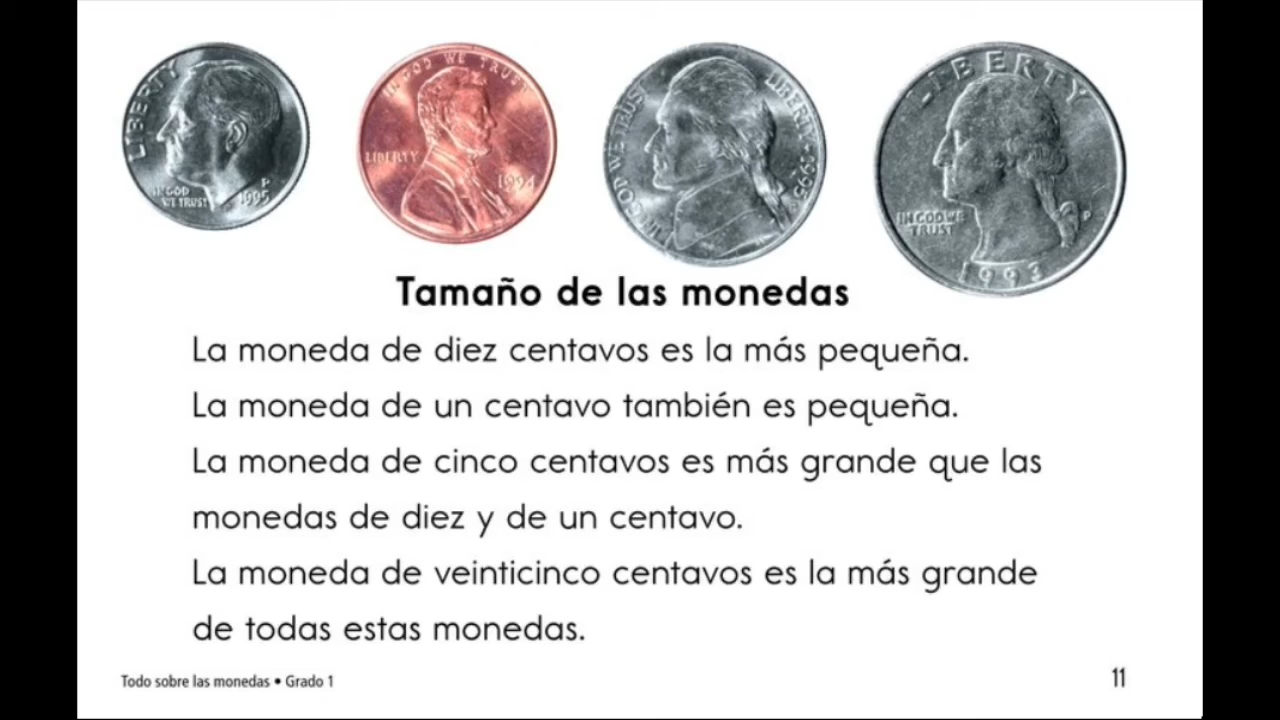 LIBERTY
IN GOD
WE TRUST
P
1995
IN GOD WE TRUST
LIBERTY
1994
IN GOD WE TRUST
LIBERTY
1995
LIBERTY
IN GOD WE
TRUST
P
1993
Tamaño de las monedas
La moneda de diez centavos es la más pequeña.
La moneda de un centavo también es pequeña.
La moneda de cinco centavos es más grande que las
monedas de diez y de un centavo.
La moneda de veinticinco centavos es la más grande
de todas estas monedas.
Todo sobre las monedas • Grado 1
11